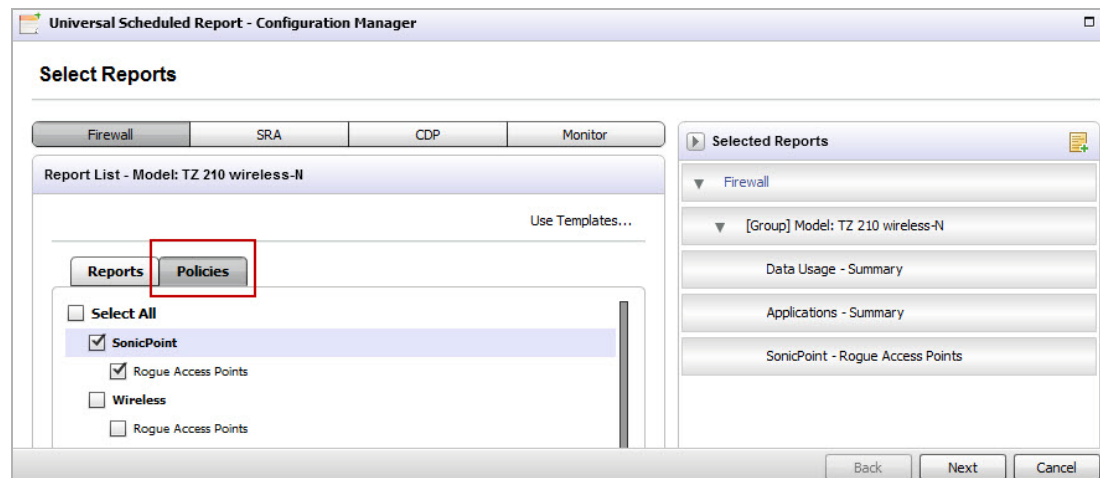 Universal Scheduled Report - Configuration Manager
Select Reports
Firewall SRA CDP Monitor
Report List - Model: TZ 210 wireless-N
Use Templates...
Reports Policies
Select All
SonicPoint
Rogue Access Points
Wireless
Rogue Access Points
Selected Reports
Firewall
[Group] Model: TZ 210 wireless-N
Data Usage - Summary
Applications - Summary
SonicPoint - Rogue Access Points
Back Next Cancel